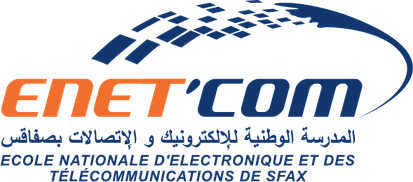 ENET'COM
المدرسة الوطنية للإلكترونيك و الإتصالات بصفاقس
ECOLE NATIONALE D'ELECTRONIQUE ET DES
TÉLÉCOMMUNICATIONS DE SFAX